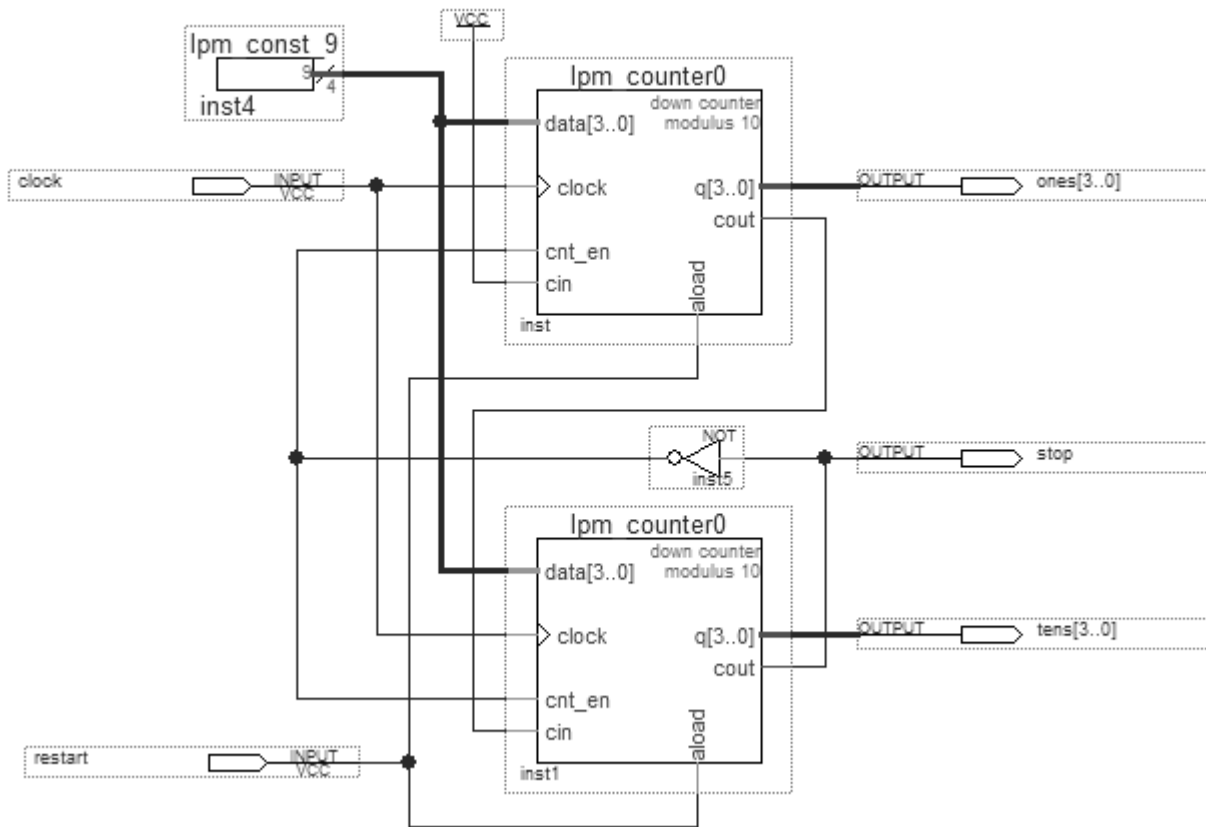 VCC
lpm_const_9
9
4
inst4
lpm_counter0
down counter
modulus 10
data[3..0]
clock
INPUT
VCC
clock
q[3..0]
OUTPUT
ones[3..0]
cout
cnt_en
cin
aload
inst
NOT
inst5
OUTPUT
stop
lpm_counter0
down counter
modulus 10
data[3..0]
clock
q[3..0]
OUTPUT
tens[3..0]
cout
cnt_en
cin
aload
restart
INPUT
VCC
inst1